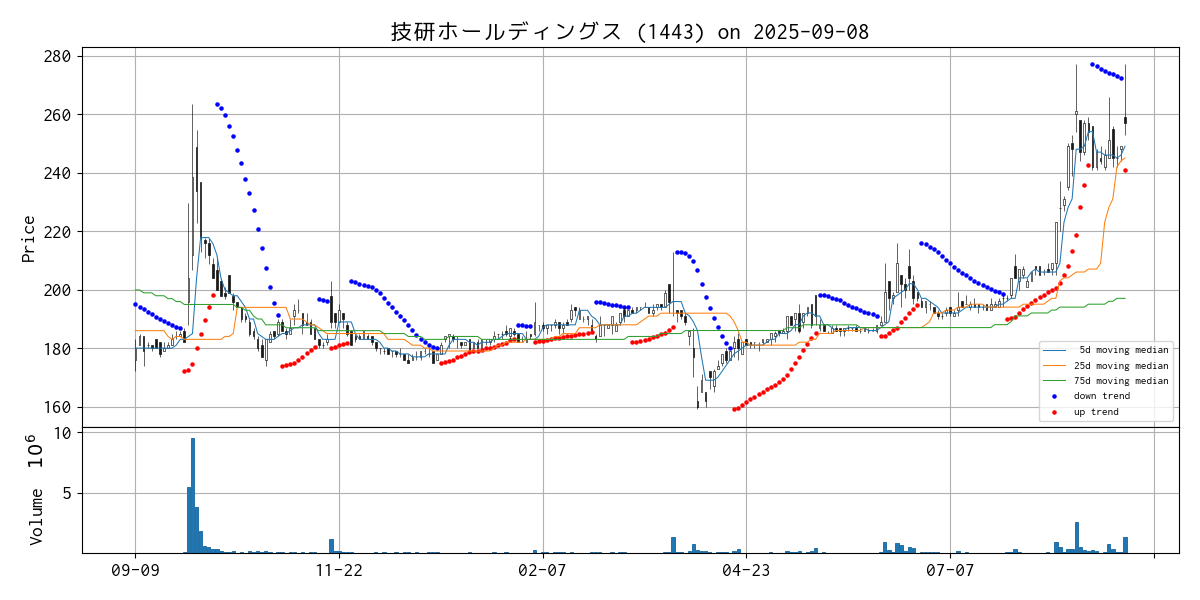 技研ホールディングス (1443) on 2025-09-08
280
260
240
220
200
180
160
Price
5d moving median
25d moving median
75d moving median
down trend
up trend
10
5
Volume 10^6
09-09
11-22
02-07
04-23
07-07